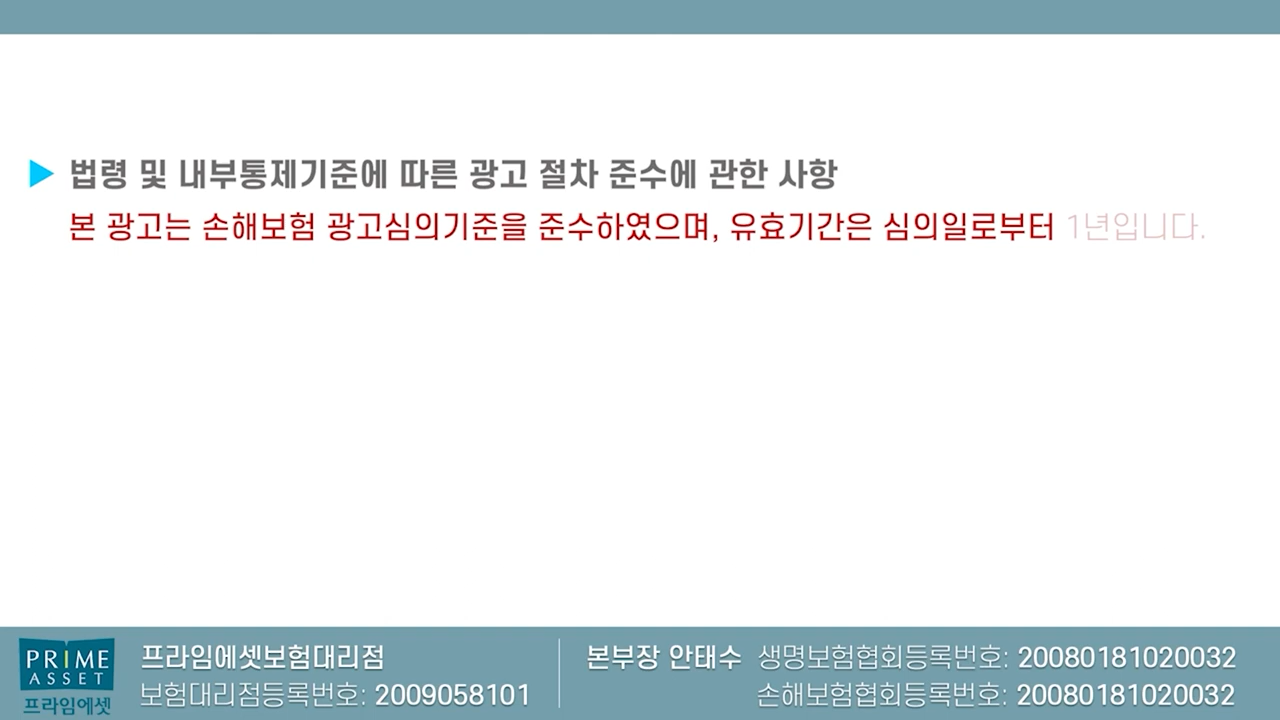 ▶ 법령 및 내부통제기준에 따른 광고 절차 준수에 관한 사항
본 광고는 손해보험 광고심의기준을 준수하였으며, 유효기간은 심의일로부터 1년입니다.
PRIME
ASSET
프라임에셋
프라임에셋보험대리점
보험대리점등록번호: 2009058101
본부장 안태수 생명보험협회등록번호: 20080181020032
손해보험협회등록번호: 20080181020032